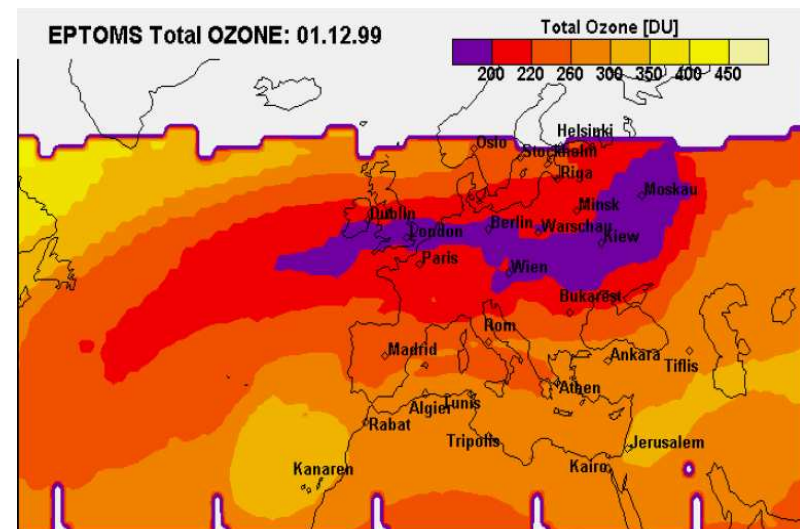 EPTOMS Total OZONE: 01.12.99
Total Ozone [DU]
200 220 260 300 350 400 450
Helsinki
Oslo
Stockholm
Riga
Moskau
Minsk
Dublin
London
Berlin
Warschau
Kiew
Paris
Wien
Bukarest
Rom
Madrid
Ankara
Tiflis
Athen
Algier
Tunis
Rabat
Tripolis
Jerusalem
Kanaren
Kairo